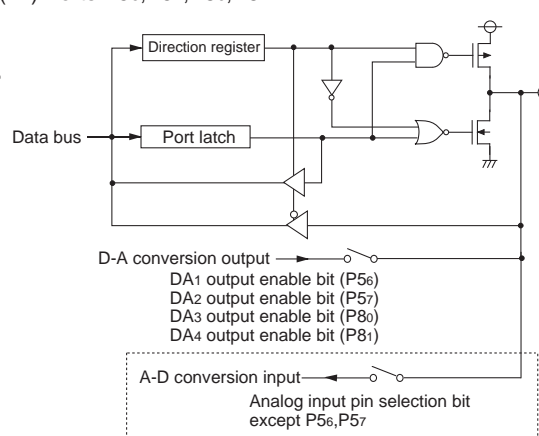 Direction register
Data bus
Port latch
D-A conversion output
DA1 output enable bit (P56)
DA2 output enable bit (P57)
DA3 output enable bit (P80)
DA4 output enable bit (P81)
A-D conversion input
Analog input pin selection bit
except P56,P57